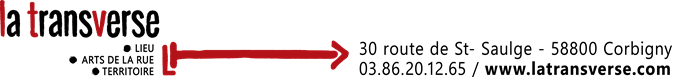 la transverse
• LIEU
• ARTS DE LA RUE
• TERRITOIRE
30 route de St- Saulge - 58800 Corbigny
03.86.20.12.65 / www.latransverse.com